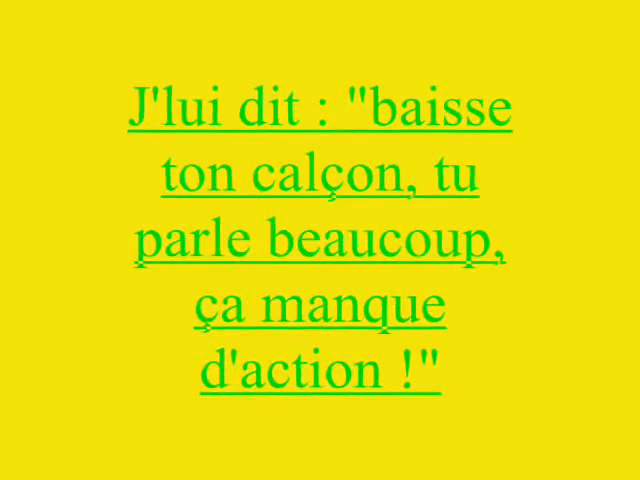 J'lui dit : "baisse
ton calçon, tu
parle beaucoup,
ça manque
d'action !"